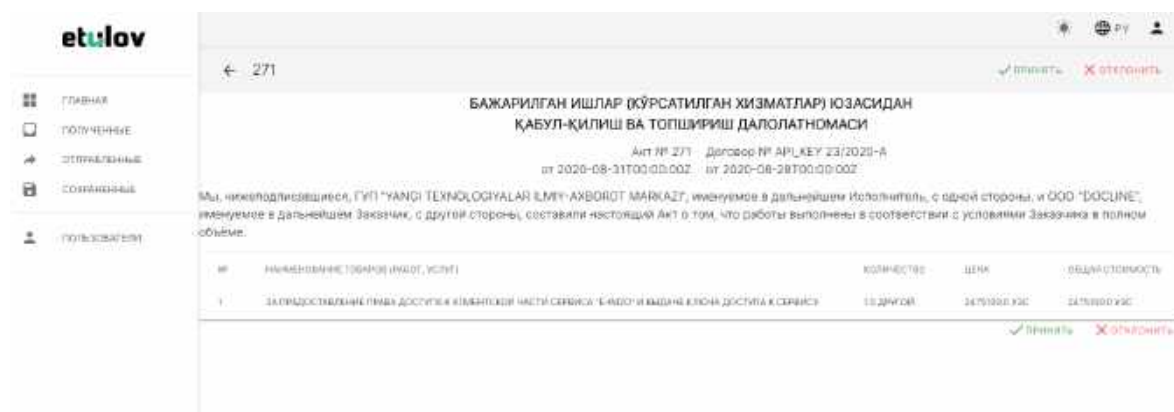 etulov
РУ
← 271
ПРИНЯТЬ ОТКЛОНИТЬ
ГЛАВНАЯ
ПОЛУЧЕННЫЕ
ОТПРАВЛЕННЫЕ
СОХРАНЕННЫЕ
ПОЛЬЗОВАТЕЛИ
БАЖАРИЛГАН ИШЛАР (КЎРСАТИЛГАН ХИЗМАТЛАР) ЮЗАСИДАН
ҚАБУЛ-ҚИЛИШ ВА ТОПШИРИШ ДАЛОЛАТНОМАСИ
Акт № 271 Договор № API_KEY 23/2020-A
от 2020-08-31T00:00:00Z от 2020-08-28T00:00:00Z
Мы, нижеподписавшиеся, ГУП "YANGI TEXNOLOGIYALAR ILMIY-AXBOROT MARKAZI", именуемое в дальнейшем Исполнитель, с одной стороны, и ООО "DOCLINE",
именуемое в дальнейшем Заказчик, с другой стороны, составили настоящий Акт о том, что работы выполнены в соответствии с условиями Заказчика в полном
объёме.
№ НАИМЕНОВАНИЕ ТОВАРОВ (РАБОТ, УСЛУГ) КОЛИЧЕСТВО ЦЕНА ОБЩАЯ СТОИМОСТЬ
1 ЗА ПРЕДОСТАВЛЕНИЕ ПРАВА ДОСТУПА К КЛИЕНТСКОЙ ЧАСТИ СЕРВИСА И ВЫДАЧА КЛЮЧА ДОСТУПА К СЕРВИСУ ДРУГОЙ
ПРИНЯТЬ ОТКЛОНИТЬ